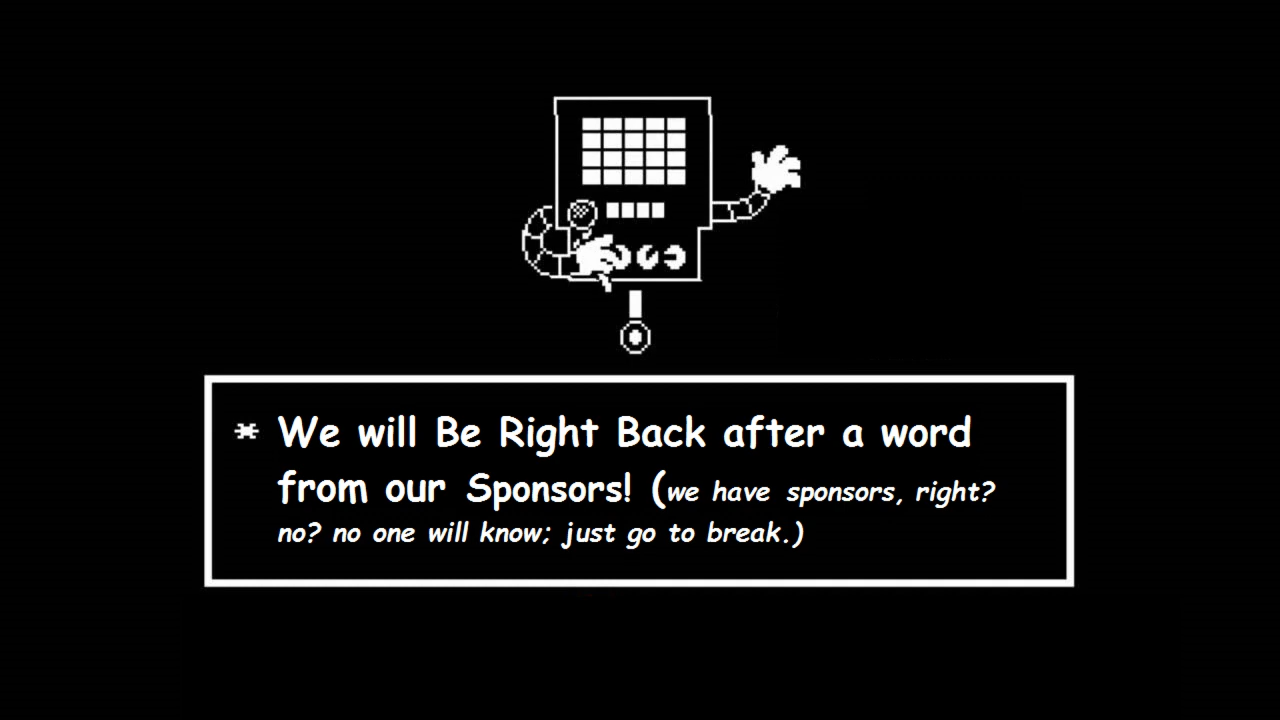 * We will Be Right Back after a word
from our Sponsors! (we have sponsors, right?
no? no one will know; just go to break.)